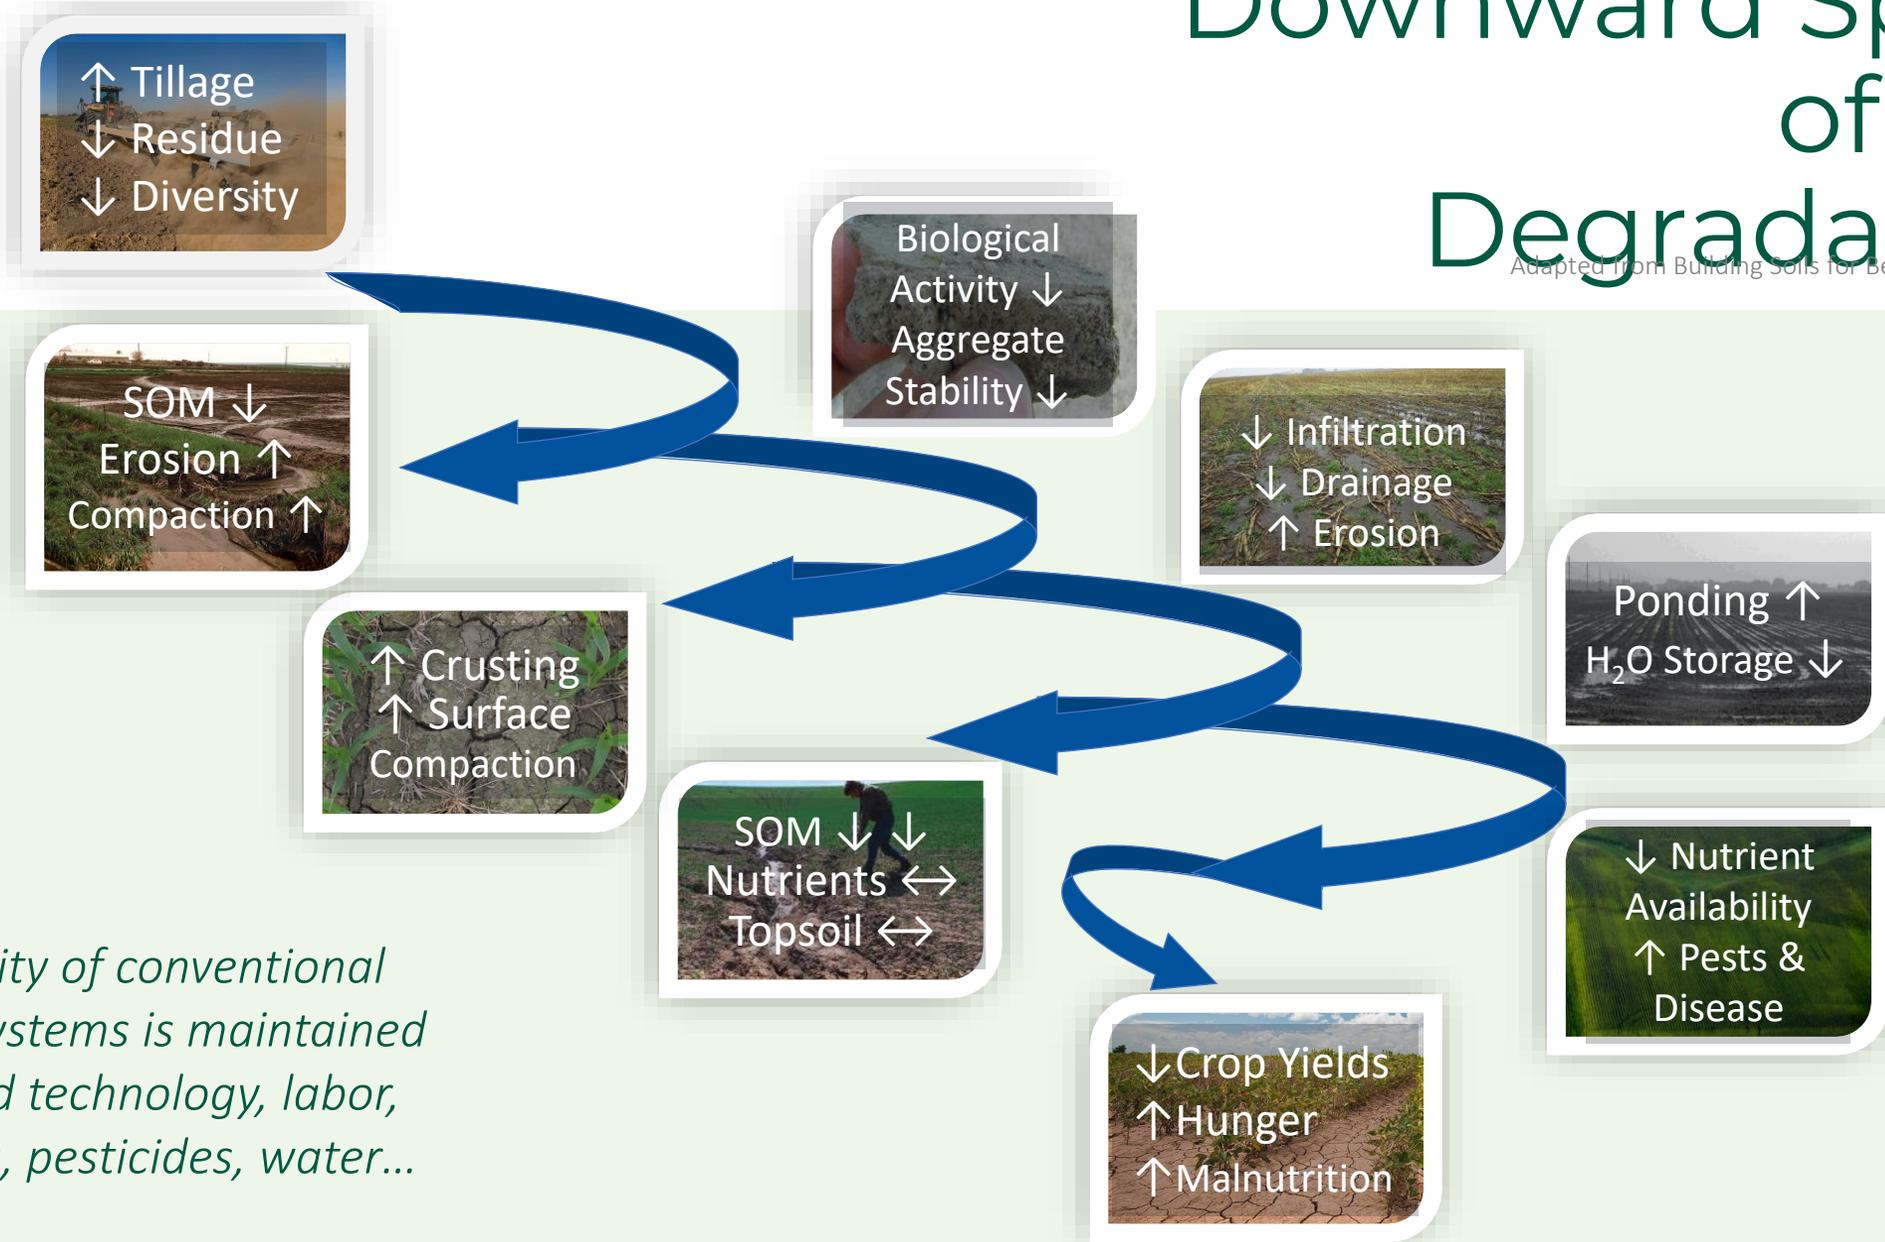 Downward Sp
of
Degrada
Adapted from Building Soils for Be
↑ Tillage
↓ Residue
↓ Diversity
SOM ↓
Erosion ↑
Compaction ↑
Biological
Activity ↓
Aggregate
Stability ↓
↑ Crusting
↑ Surface
Compaction
↓ Infiltration
↓ Drainage
↑ Erosion
SOM ↓ ↓
Nutrients ↔
Topsoil ↔
Ponding ↑
H₂O Storage ↓
↓ Nutrient
Availability
↑ Pests &
Disease
↓Crop Yields
↑Hunger
↑Malnutrition
ity of conventional
ystems is maintained
d technology, labor,
, pesticides, water...